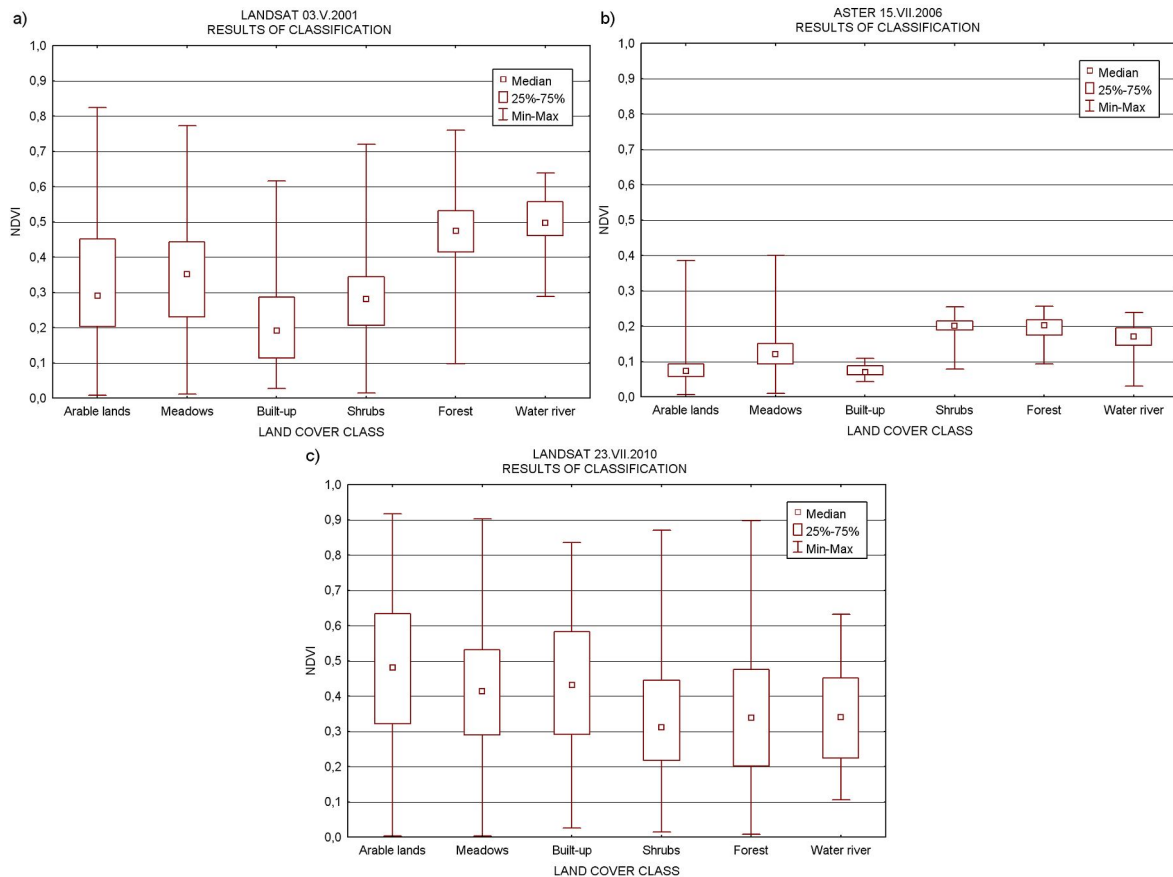 a)
LANDSAT 03.V.2001
RESULTS OF CLASSIFICATION
1,0
0,9
0,8
0,7
0,6
0,5
0,4
0,3
0,2
0,1
0,0
NDVI
Median
25%-75%
Min-Max
Arable lands Meadows Built-up Shrubs Forest Water river
LAND COVER CLASS
b)
ASTER 15.VII.2006
RESULTS OF CLASSIFICATION
1,0
0,9
0,8
0,7
0,6
0,5
0,4
0,3
0,2
0,1
0,0
NDVI
Median
25%-75%
Min-Max
Arable lands Meadows Built-up Shrubs Forest Water river
LAND COVER CLASS
c)
LANDSAT 23.VII.2010
RESULTS OF CLASSIFICATION
1,0
0,9
0,8
0,7
0,6
0,5
0,4
0,3
0,2
0,1
0,0
NDVI
Median
25%-75%
Min-Max
Arable lands Meadows Built-up Shrubs Forest Water river
LAND COVER CLASS